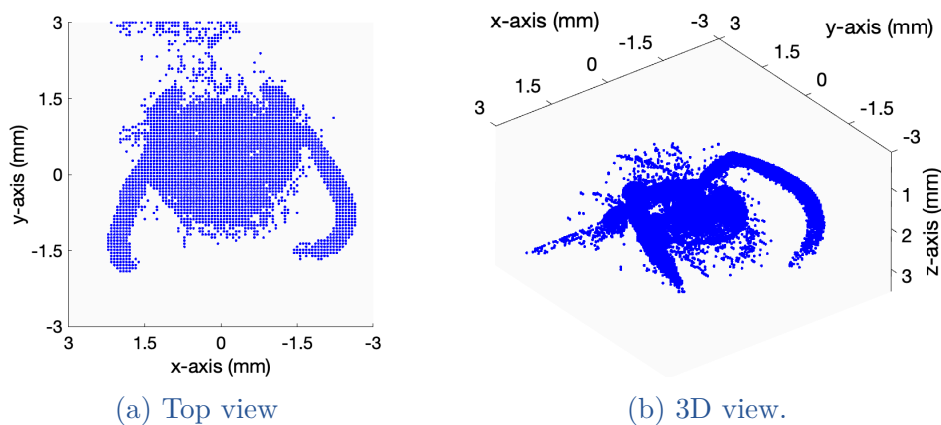 3
1.5
0
-1.5
-3
y-axis (mm)
3 1.5 0 -1.5 -3
x-axis (mm)
(a) Top view
x-axis (mm)
3 1.5 0 -1.5 -3
y-axis (mm)
3 1.5 0 -1.5 -3
z-axis (mm)
1
2
3
(b) 3D view.